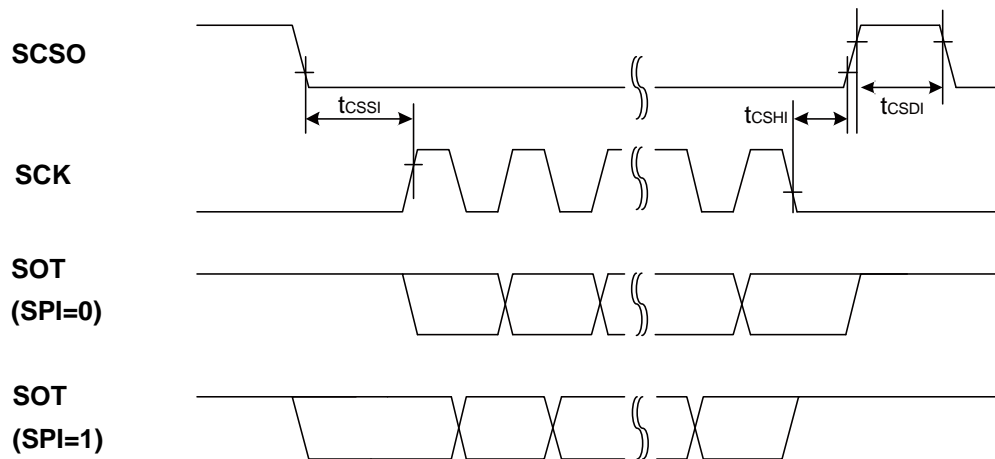 SCSO
tCSSI
tCSHI
tCSDI
SCK
SOT
(SPI=0)
SOT
(SPI=1)